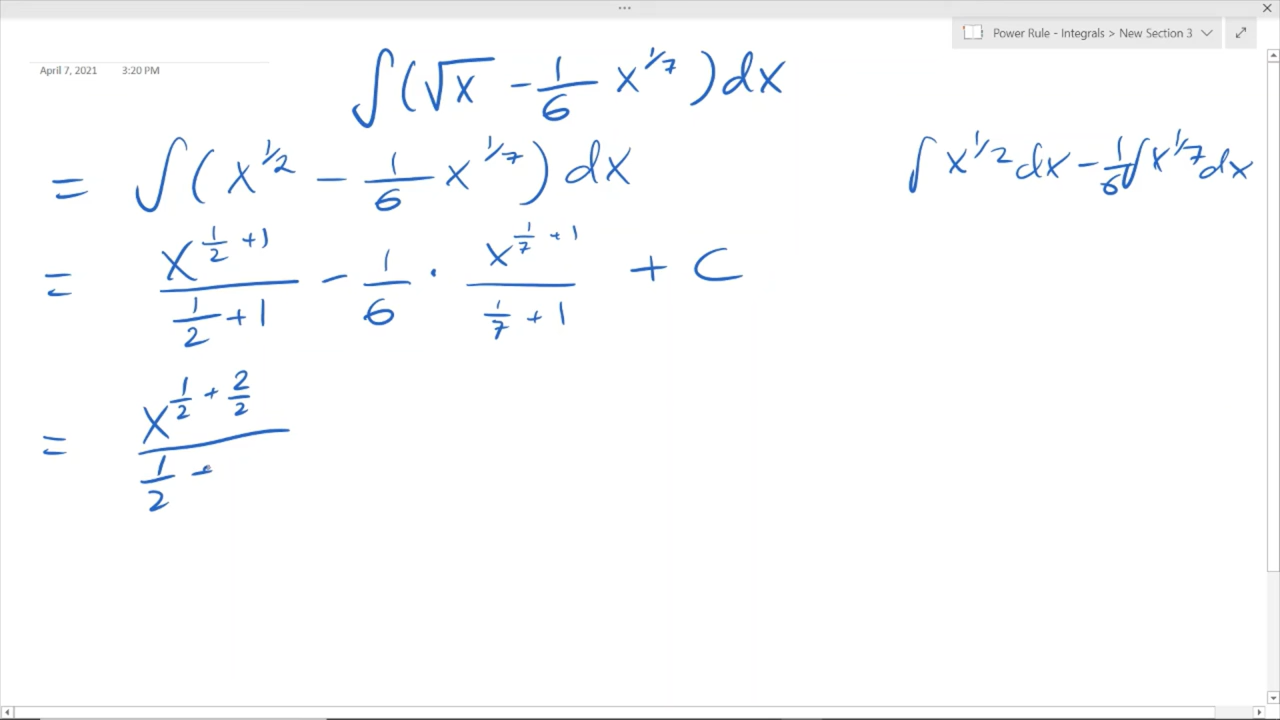 Power Rule - Integrals > New Section 3
April 7, 2021 3:20 PM
∫(√x - 1/6 x^(1/7))dx
= ∫(x^(1/2) - 1/6 x^(1/7))dx
∫x^(1/2)dx - 1/6∫x^(1/7)dx
= x^(1/2 + 1)/(1/2 + 1) - 1/6 · x^(1/7 + 1)/(1/7 + 1) + C
= x^(1/2 + 2/2)/(1/2 +